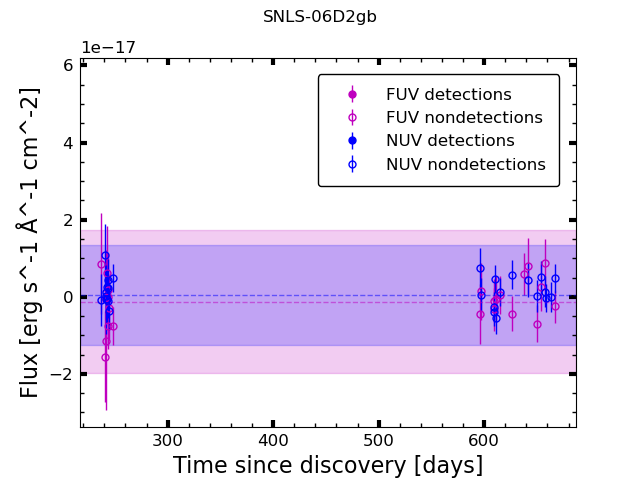 SNLS-06D2gb
1e−17
6
4
2
0
−2
Flux [erg s^-1 Å^-1 cm^-2]
FUV detections
FUV nondetections
NUV detections
NUV nondetections
300 400 500 600
Time since discovery [days]